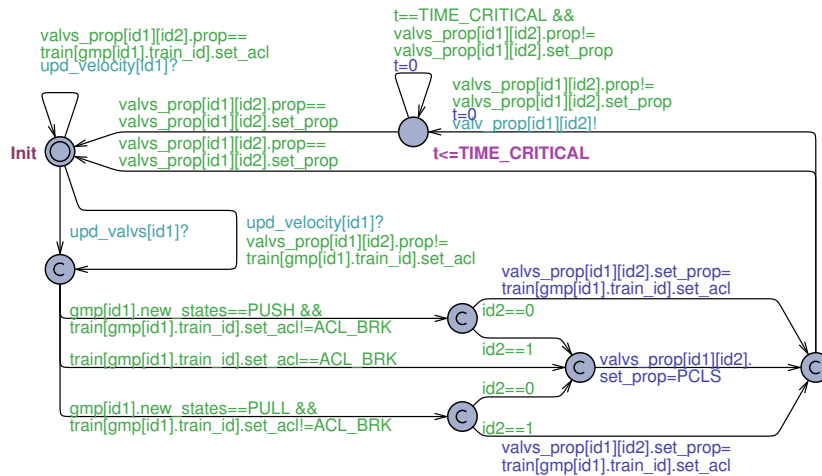 valvs_prop[id1][id2].prop==
train[gmp[id1].train_id].set_acl
upd_velocity[id1]?
t==TIME_CRITICAL &&
valvs_prop[id1][id2].prop!=
valvs_prop[id1][id2].set_prop
t=0
valvs_prop[id1][id2].prop!=
valvs_prop[id1][id2].set_prop
t=0
valv_prop[id1][id2]!
valvs_prop[id1][id2].prop==
valvs_prop[id1][id2].set_prop
valvs_prop[id1][id2].prop==
valvs_prop[id1][id2].set_prop
Init
t<=TIME_CRITICAL
upd_valvs[id1]?
upd_velocity[id1]?
valvs_prop[id1][id2].prop!=
train[gmp[id1].train_id].set_acl
C
valvs_prop[id1][id2].set_prop=
train[gmp[id1].train_id].set_acl
gmp[id1].new_states==PUSH &&
train[gmp[id1].train_id].set_acl!=ACL_BRK
C
id2==0
id2==1
train[gmp[id1].train_id].set_acl==ACL_BRK
C
valvs_prop[id1][id2].
set_prop=PCLS
C
id2==0
gmp[id1].new_states==PULL &&
train[gmp[id1].train_id].set_acl!=ACL_BRK
C
id2==1
valvs_prop[id1][id2].set_prop=
train[gmp[id1].train_id].set_acl